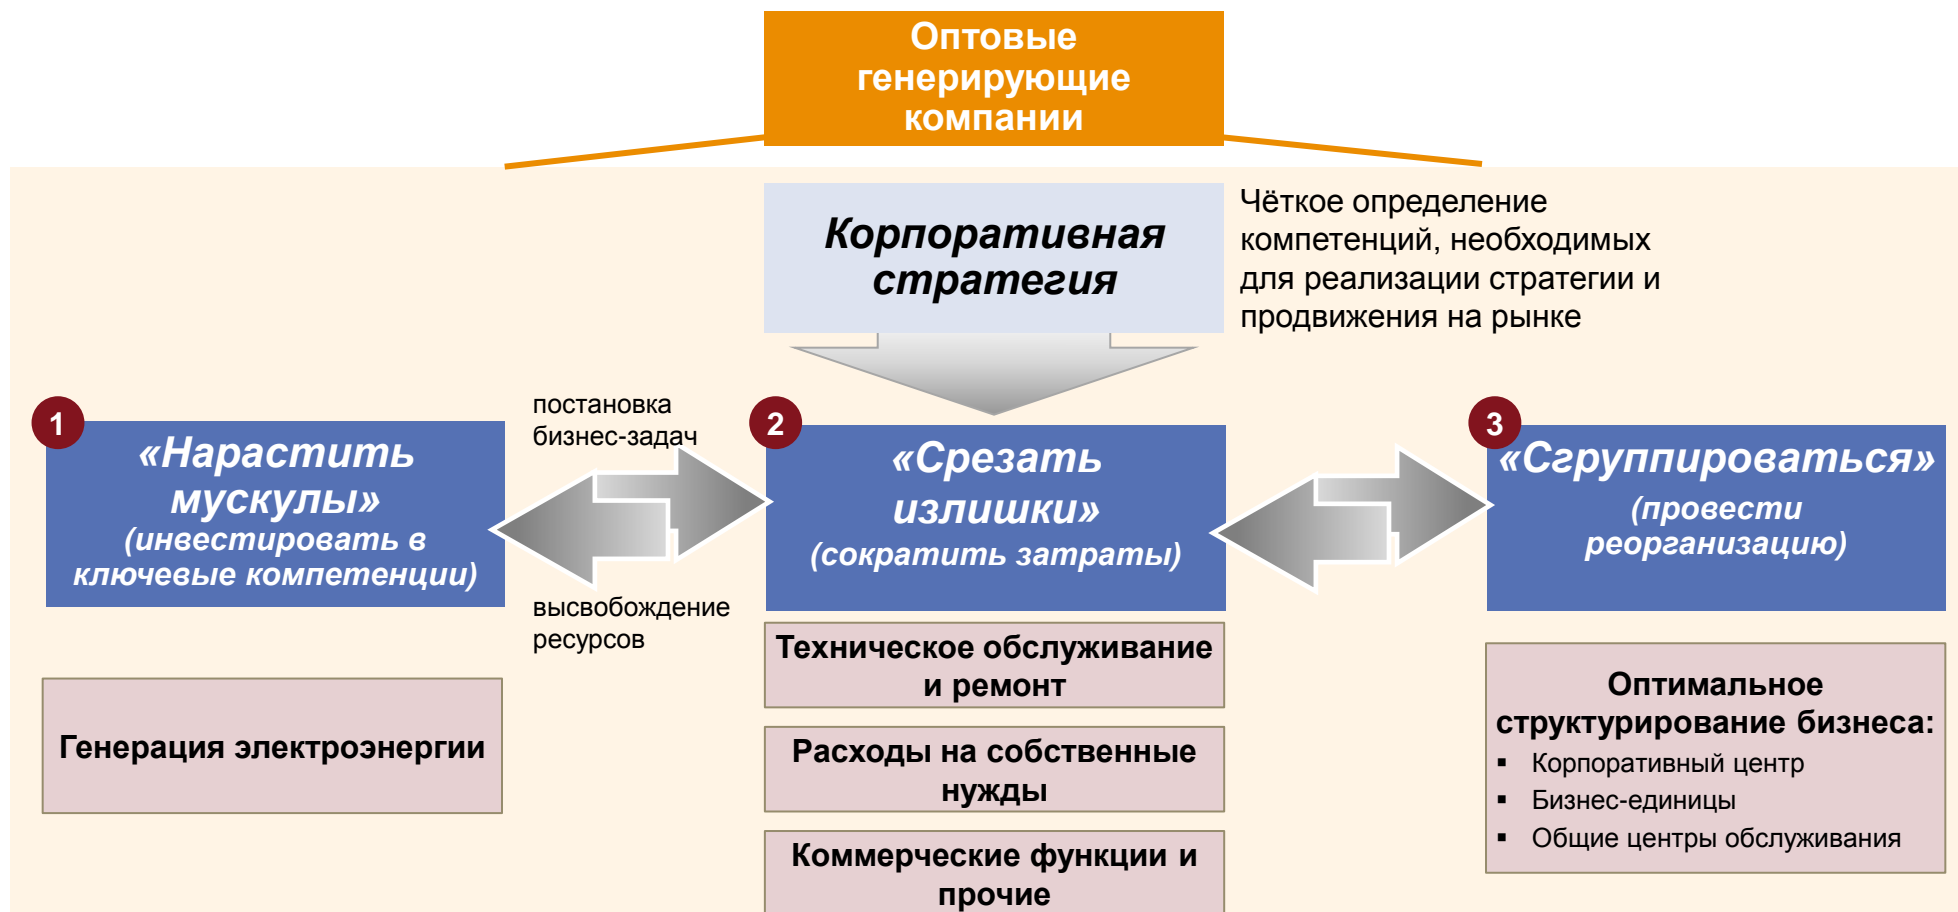 Оптовые
генерирующие
компании
Корпоративная
стратегия
Чёткое определение
компетенций, необходимых
для реализации стратегии и
продвижения на рынке
1
«Нарастить
мускулы»
(инвестировать в
ключевые компетенции)
постановка
бизнес-задач
высвобождение
ресурсов
2
«Срезать
излишки»
(сократить затраты)
3
«Сгруппироваться»
(провести
реорганизацию)
Генерация электроэнергии
Техническое обслуживание
и ремонт
Расходы на собственные
нужды
Коммерческие функции и
прочие
Оптимальное
структурирование бизнеса:
▪ Корпоративный центр
▪ Бизнес-единицы
▪ Общие центры обслуживания